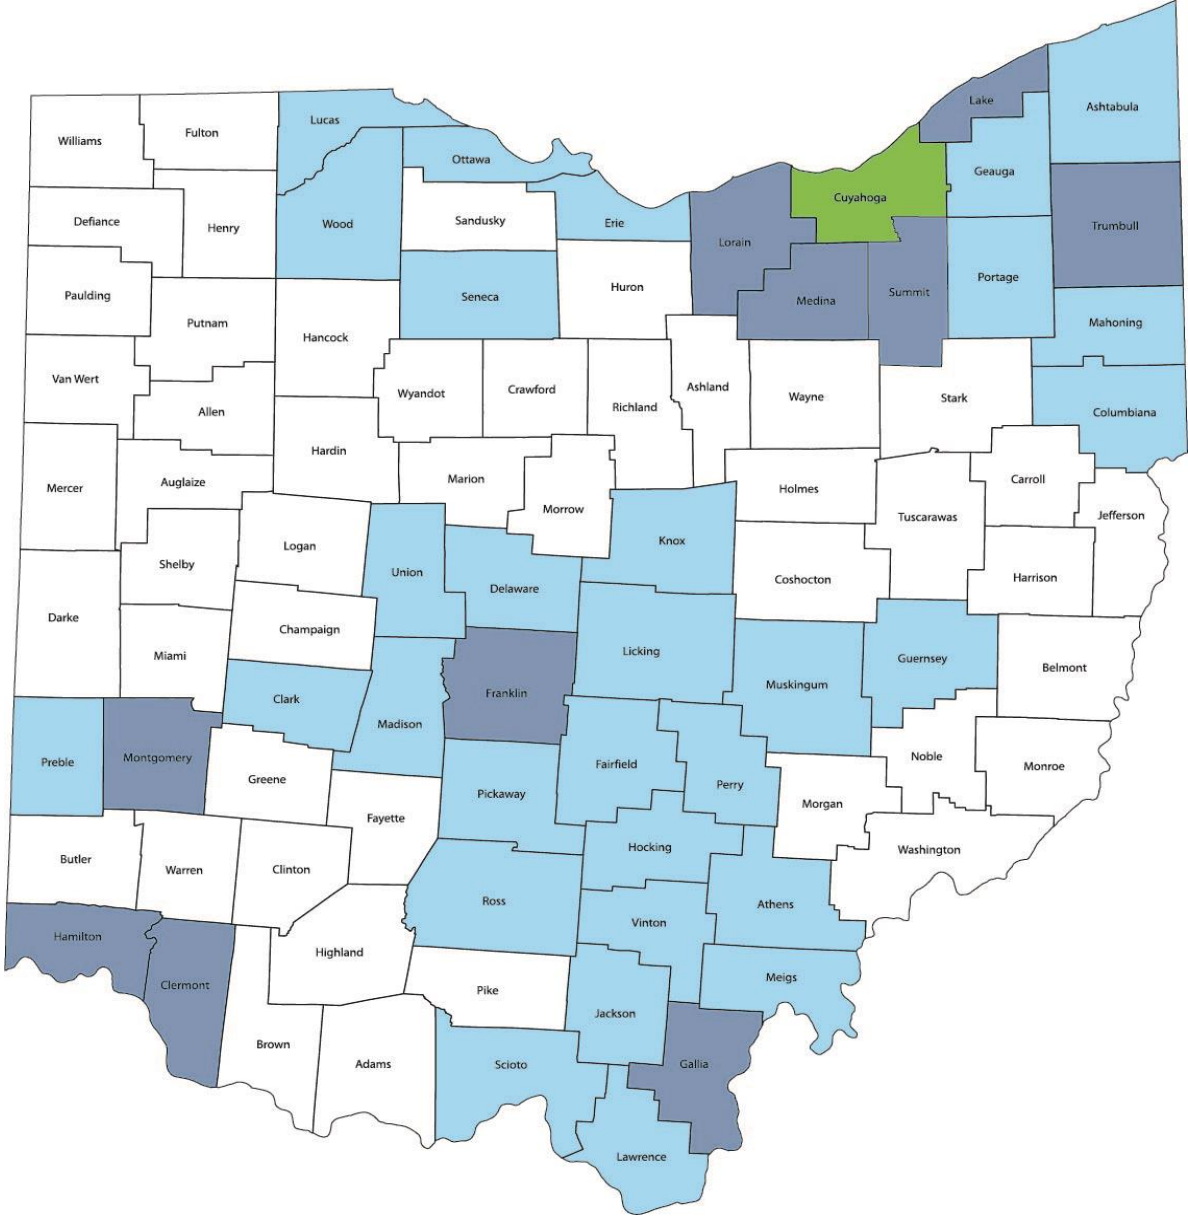 Williams
Fulton
Lucas
Ottawa
Lake
Ashtabula
Geauga
Cuyahoga
Defiance
Henry
Wood
Sandusky
Erie
Trumbull
Lorain
Paulding
Seneca
Huron
Medina
Summit
Portage
Putnam
Hancock
Mahoning
Van Wert
Allen
Wyandot
Crawford
Richland
Ashland
Wayne
Stark
Columbiana
Hardin
Mercer
Auglaize
Marion
Morrow
Holmes
Tuscarawas
Carroll
Jefferson
Logan
Shelby
Union
Delaware
Knox
Coshocton
Harrison
Darke
Miami
Champaign
Licking
Guernsey
Belmont
Clark
Madison
Franklin
Muskingum
Preble
Montgomery
Greene
Pickaway
Fairfield
Perry
Noble
Monroe
Fayette
Morgan
Butler
Warren
Clinton
Hocking
Washington
Ross
Vinton
Athens
Hamilton
Clermont
Highland
Pike
Jackson
Meigs
Brown
Adams
Scioto
Gallia
Lawrence